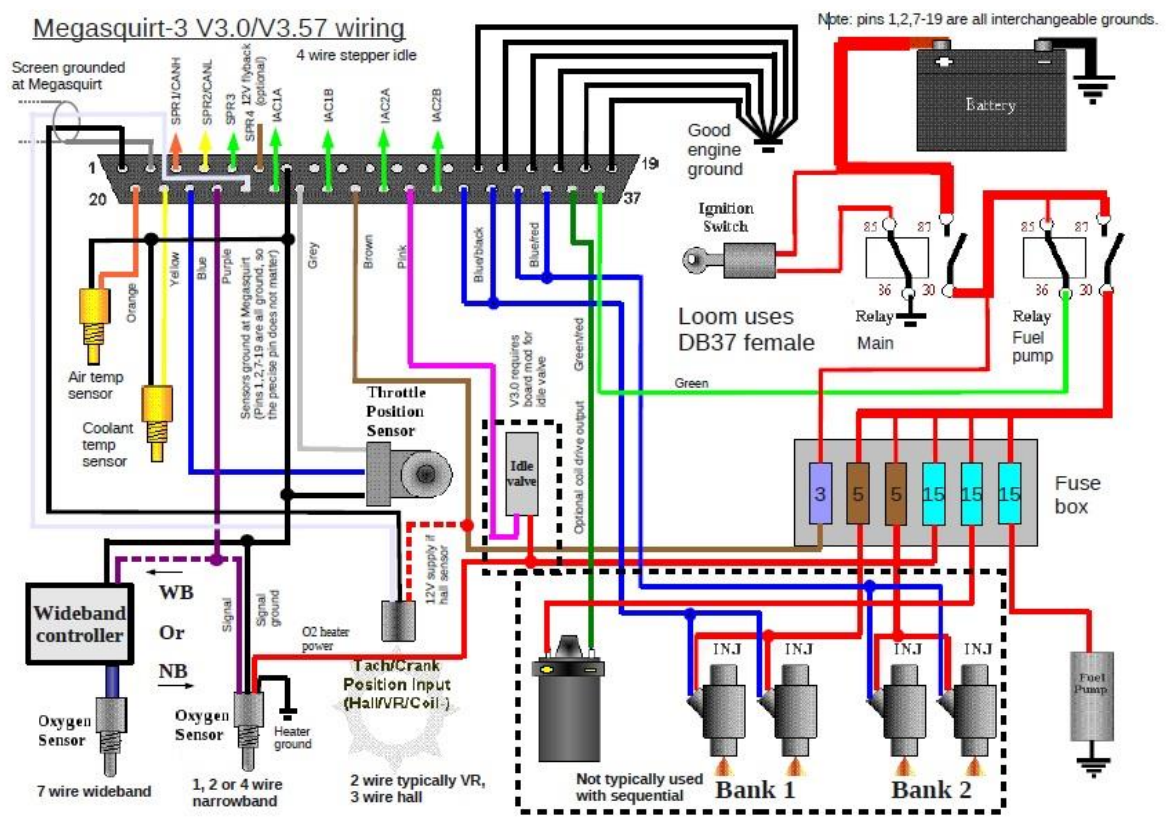 Megasquirt-3 V3.0/V3.57 wiring
Note: pins 1,2,7-19 are all interchangeable grounds.
4 wire stepper idle
Screen grounded
at Megasquirt
SPR1/CANH
SPR2/CANL
SPR3
SPR4 12V flyback
(optional)
IAC1A
IAC1B
IAC2A
IAC2B
Good
engine
ground
Battery
+
-
1
19
20
37
Ignition
Switch
85
87
36
30
Relay
Main
85
87
36
30
Relay
Fuel
pump
Loom uses
DB37 female
Orange
Yellow
Blue
Purple
Sensors ground at Megasquirt
(Pins 1,2,7-19 are all ground, so
the precise pin does not matter)
Grey
Brown
Pink
Blue/black
Blue/red
Green/red
Green
Air temp
sensor
Coolant
temp
sensor
Throttle
Position
Sensor
V3.0 requires
board mod for
idle valve
Idle
valve
Optional coil drive output
3
5
5
15
15
15
Fuse
box
12V supply if
hall sensor
Wideband
controller
WB
Or
NB
Signal
Signal
ground
O2 heater
power
Tach/Crank
Position Input
(Hall/VR/Coil-)
INJ
INJ
INJ
INJ
Fuel
Pump
Oxygen
Sensor
Oxygen
Sensor
Heater
ground
7 wire wideband
1, 2 or 4 wire
narrowband
2 wire typically VR,
3 wire hall
Not typically used
with sequential
Bank 1
Bank 2